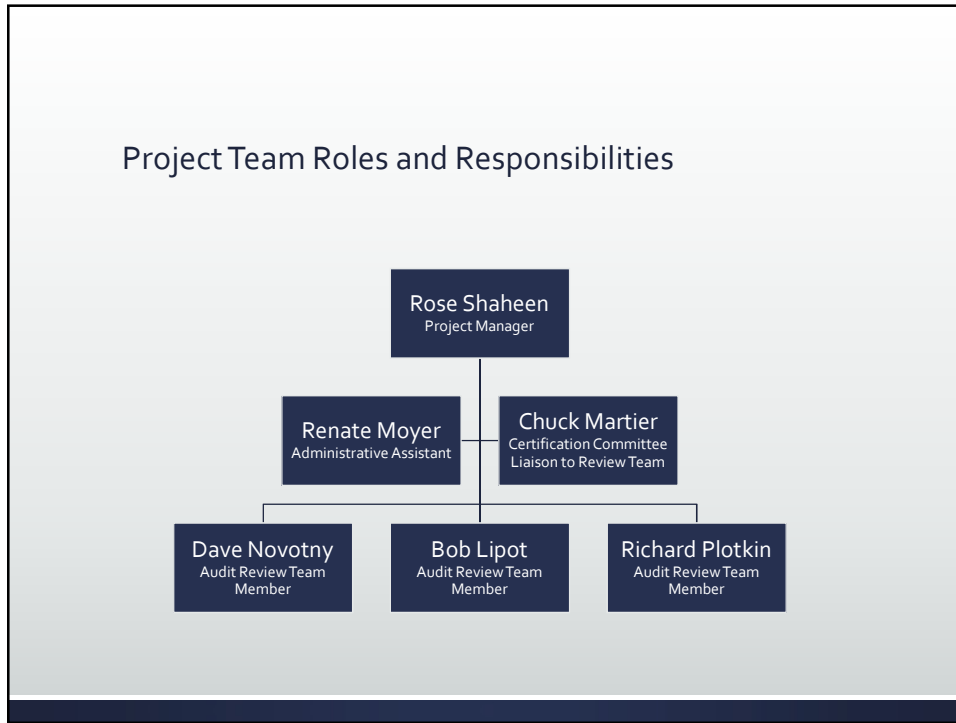 Project Team Roles and Responsibilities
Rose Shaheen
Project Manager
Renate Moyer
Administrative Assistant
Chuck Martier
Certification Committee
Liaison to Review Team
Dave Novotny
Audit Review Team
Member
Bob Lipot
Audit Review Team
Member
Richard Plotkin
Audit Review Team
Member